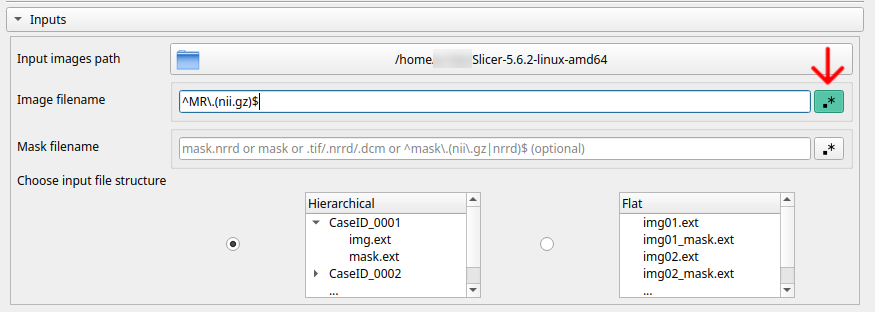 Inputs
Input images path
/home/ Slicer-5.6.2-linux-amd64
Image filename
^MR\.(nii.gz)$
.*
Mask filename
mask.nrrd or mask or .tif/.nrrd/.dcm or ^mask\.(nii\.gz|nrrd)$ (optional)
.*
Choose input file structure
Hierarchical
CaseID_0001
img.ext
mask.ext
CaseID_0002
...
Flat
img01.ext
img01_mask.ext
img02.ext
img02_mask.ext
...